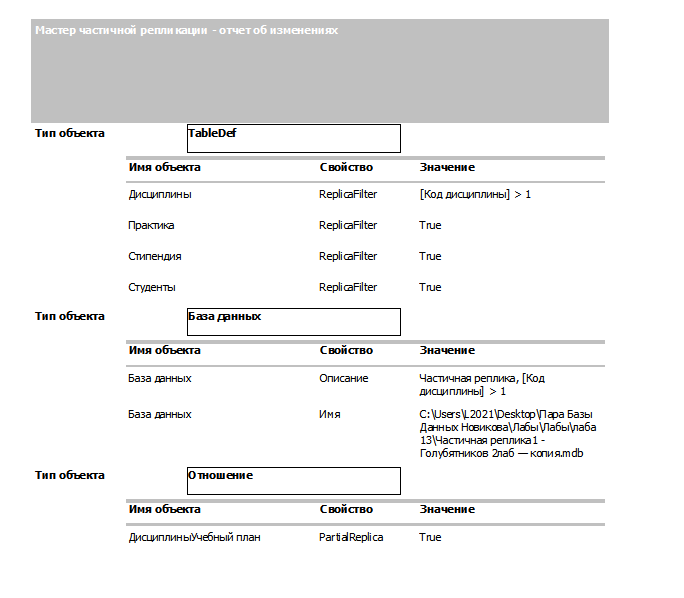 Мастер частичной репликации - отчет об изменениях
Тип объекта TableDef
Имя объекта Свойство Значение
Дисциплины ReplicaFilter [Код дисциплины] > 1
Практика ReplicaFilter True
Стипендия ReplicaFilter True
Студенты ReplicaFilter True
Тип объекта База данных
Имя объекта Свойство Значение
База данных Описание Частичная реплика, [Код
дисциплины] > 1
База данных Имя C:\Users\L2021\Desktop\Пара Базы
Данных Новикова\Лабы\Лабы\лаба
13\Частичная реплика1 -
Голубятников 2лаб — копия.mdb
Тип объекта Отношение
Имя объекта Свойство Значение
ДисциплиныУчебный план PartialReplica True